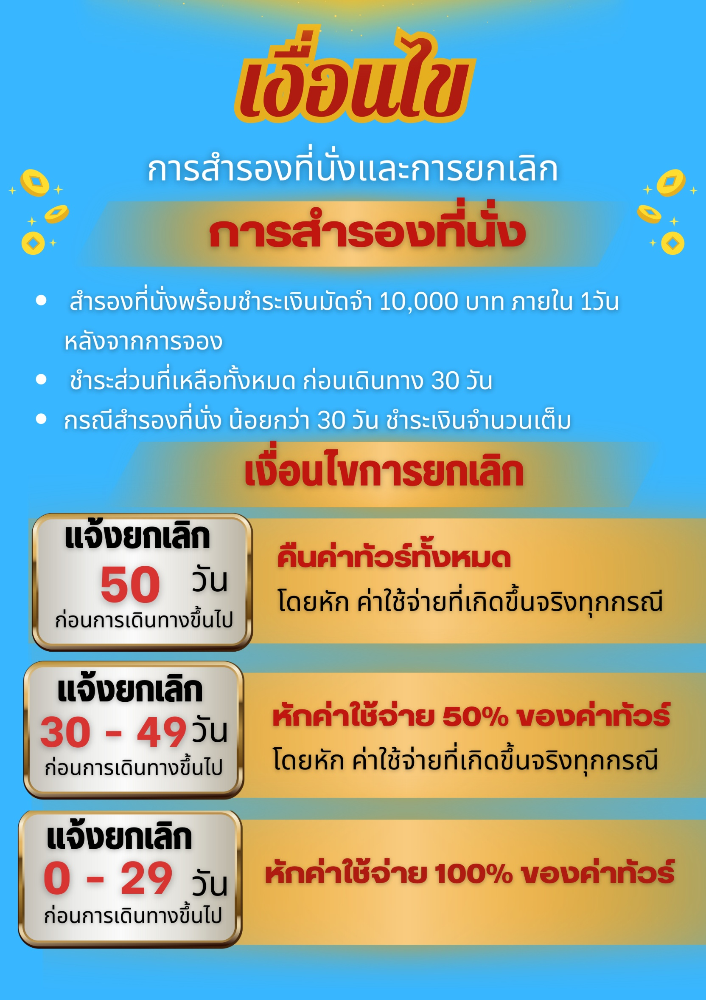 เงื่อนไข
การสำรองที่นั่งและการยกเลิก
การสำรองที่นั่ง
สำรองที่นั่งพร้อมชำระเงินมัดจำ 10,000 บาท ภายใน 1วัน
หลังจากการจอง
ชำระส่วนที่เหลือทั้งหมด ก่อนเดินทาง 30 วัน
กรณีสำรองที่นั่ง น้อยกว่า 30 วัน ชำระเงินจำนวนเต็ม
เงื่อนไขการยกเลิก
แจ้งยกเลิก
50 วัน
ก่อนการเดินทางขึ้นไป
คืนค่าทัวร์ทั้งหมด
โดยหัก ค่าใช้จ่ายที่เกิดขึ้นจริงทุกกรณี
แจ้งยกเลิก
30 - 49 วัน
ก่อนการเดินทางขึ้นไป
หักค่าใช้จ่าย 50% ของค่าทัวร์
โดยหัก ค่าใช้จ่ายที่เกิดขึ้นจริงทุกกรณี
แจ้งยกเลิก
0 - 29 วัน
ก่อนการเดินทางขึ้นไป
หักค่าใช้จ่าย 100% ของค่าทัวร์